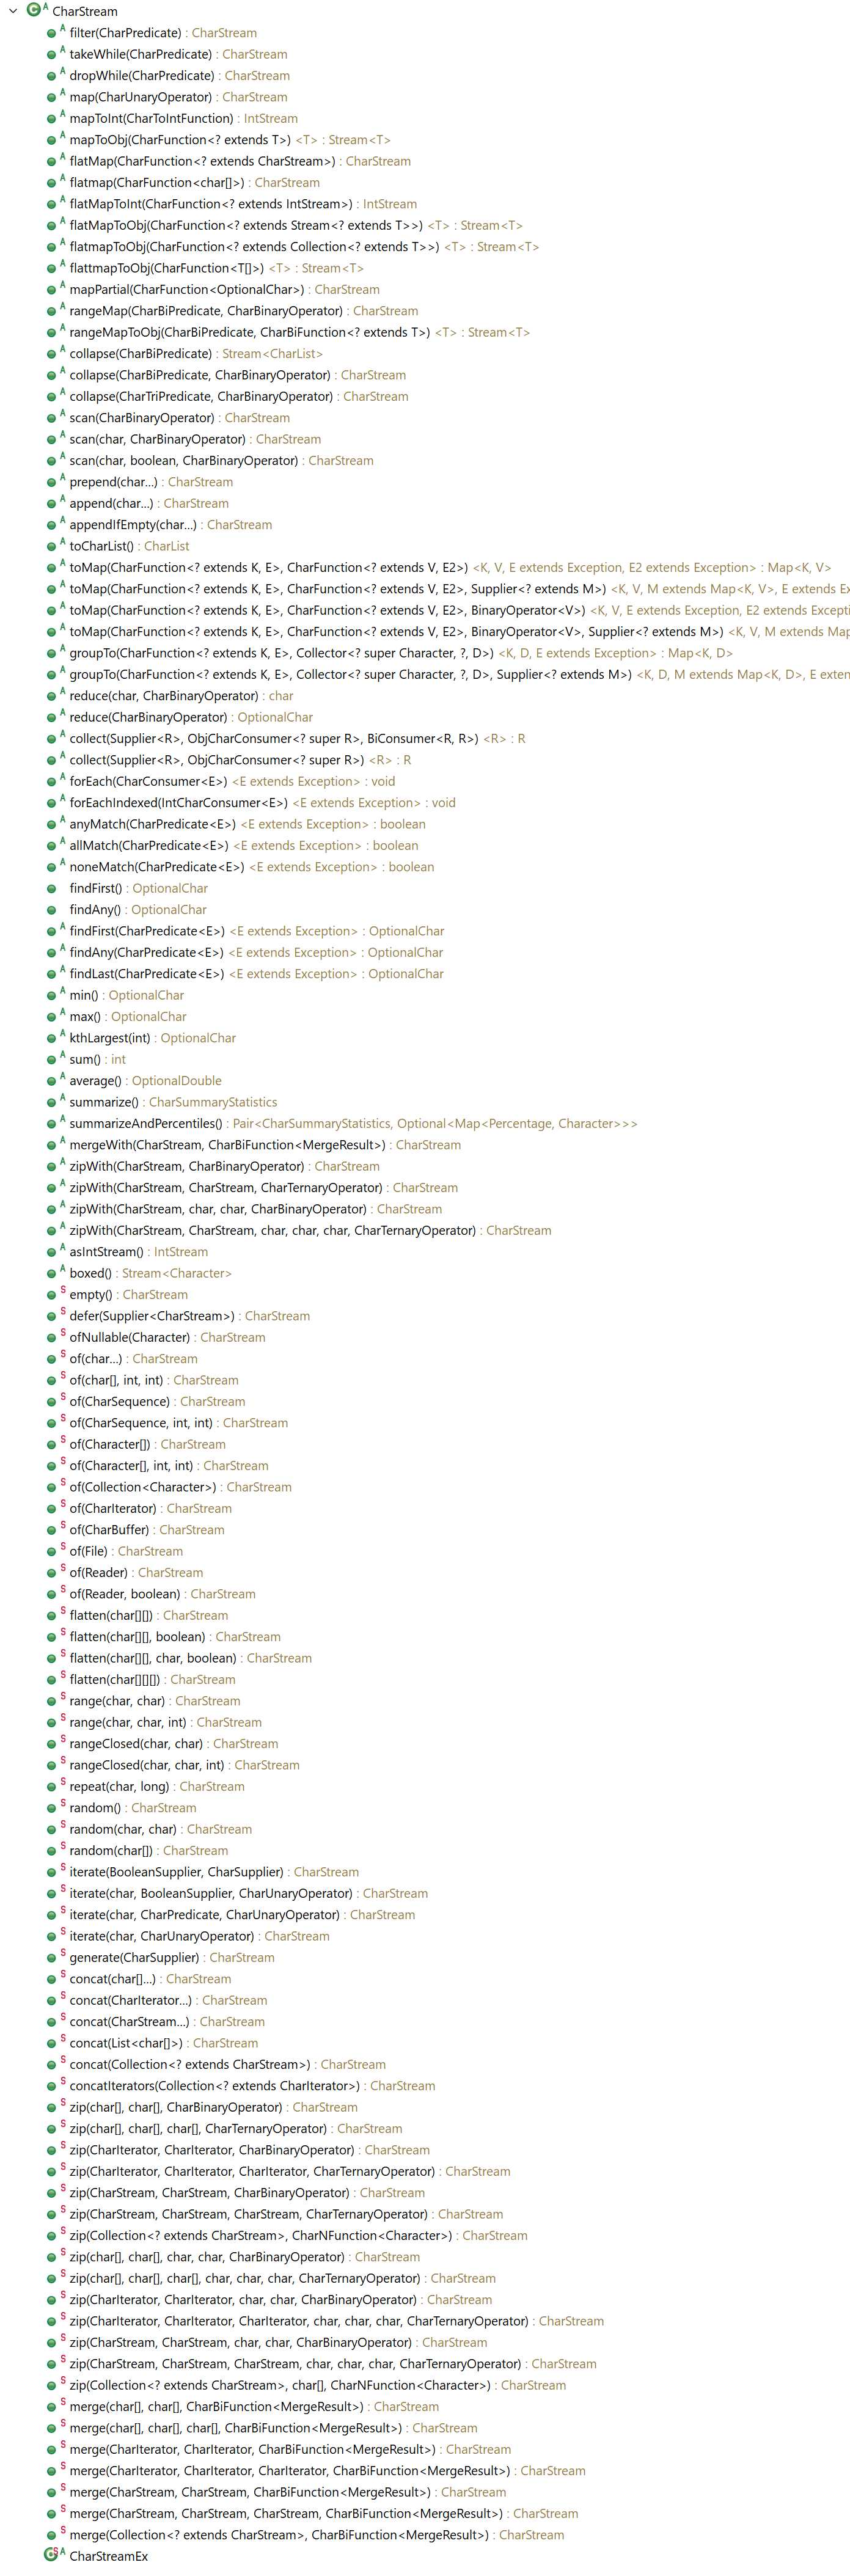 CharStream
filter(CharPredicate) : CharStream
takeWhile(CharPredicate) : CharStream
dropWhile(CharPredicate) : CharStream
map(CharUnaryOperator) : CharStream
mapToInt(CharToIntFunction) : IntStream
mapToObj(CharFunction<? extends T>) <T> : Stream<T>
flatMap(CharFunction<? extends CharStream>) : CharStream
flatmap(CharFunction<char[]>) : CharStream
flatMapToInt(CharFunction<? extends IntStream>) : IntStream
flatMapToObj(CharFunction<? extends Stream<? extends T>>) <T> : Stream<T>
flatmapToObj(CharFunction<? extends Collection<? extends T>>) <T> : Stream<T>
flattmapToObj(CharFunction<T[]>) <T> : Stream<T>
mapPartial(CharFunction<OptionalChar>) : CharStream
rangeMap(CharBiPredicate, CharBinaryOperator) : CharStream
rangeMapToObj(CharBiPredicate, CharBiFunction<? extends T>) <T> : Stream<T>
collapse(CharBiPredicate) : Stream<CharList>
collapse(CharBiPredicate, CharBinaryOperator) : CharStream
collapse(CharTriPredicate, CharBinaryOperator) : CharStream
scan(CharBinaryOperator) : CharStream
scan(char, CharBinaryOperator) : CharStream
scan(char, boolean, CharBinaryOperator) : CharStream
prepend(char...) : CharStream
append(char...) : CharStream
appendIfEmpty(char...) : CharStream
toCharList() : CharList
toMap(CharFunction<? extends K, E>, CharFunction<? extends V, E2>) <K, V, E extends Exception, E2 extends Exception> : Map<K, V>
toMap(CharFunction<? extends K, E>, CharFunction<? extends V, E2>, Supplier<? extends M>) <K, V, M extends Map<K, V>, E extends Ex
toMap(CharFunction<? extends K, E>, CharFunction<? extends V, E2>, BinaryOperator<V>) <K, V, E extends Exception, E2 extends Excepti
toMap(CharFunction<? extends K, E>, CharFunction<? extends V, E2>, BinaryOperator<V>, Supplier<? extends M>) <K, V, M extends Map
groupTo(CharFunction<? extends K, E>, Collector<? super Character, ?, D>) <K, D, E extends Exception> : Map<K, D>
groupTo(CharFunction<? extends K, E>, Collector<? super Character, ?, D>, Supplier<? extends M>) <K, D, M extends Map<K, D>, E exten
reduce(char, CharBinaryOperator) : char
reduce(CharBinaryOperator) : OptionalChar
collect(Supplier<R>, ObjCharConsumer<? super R>, BiConsumer<R, R>) <R> : R
collect(Supplier<R>, ObjCharConsumer<? super R>) <R> : R
forEach(CharConsumer<E>) <E extends Exception> : void
forEachIndexed(IntCharConsumer<E>) <E extends Exception> : void
anyMatch(CharPredicate<E>) <E extends Exception> : boolean
allMatch(CharPredicate<E>) <E extends Exception> : boolean
noneMatch(CharPredicate<E>) <E extends Exception> : boolean
findFirst() : OptionalChar
findAny() : OptionalChar
findFirst(CharPredicate<E>) <E extends Exception> : OptionalChar
findAny(CharPredicate<E>) <E extends Exception> : OptionalChar
findLast(CharPredicate<E>) <E extends Exception> : OptionalChar
min() : OptionalChar
max() : OptionalChar
kthLargest(int) : OptionalChar
sum() : int
average() : OptionalDouble
summarize() : CharSummaryStatistics
summarizeAndPercentiles() : Pair<CharSummaryStatistics, Optional<Map<Percentage, Character>>>
mergeWith(CharStream, CharBiFunction<MergeResult>) : CharStream
zipWith(CharStream, CharBinaryOperator) : CharStream
zipWith(CharStream, CharStream, CharTernaryOperator) : CharStream
zipWith(CharStream, char, char, CharBinaryOperator) : CharStream
zipWith(CharStream, CharStream, char, char, char, CharTernaryOperator) : CharStream
asIntStream() : IntStream
boxed() : Stream<Character>
empty() : CharStream
defer(Supplier<CharStream>) : CharStream
ofNullable(Character) : CharStream
of(char...) : CharStream
of(char[], int, int) : CharStream
of(CharSequence) : CharStream
of(CharSequence, int, int) : CharStream
of(Character[]) : CharStream
of(Character[], int, int) : CharStream
of(Collection<Character>) : CharStream
of(CharIterator) : CharStream
of(CharBuffer) : CharStream
of(File) : CharStream
of(Reader) : CharStream
of(Reader, boolean) : CharStream
flatten(char[][]) : CharStream
flatten(char[][], boolean) : CharStream
flatten(char[][], char, boolean) : CharStream
flatten(char[][][]) : CharStream
range(char, char) : CharStream
range(char, char, int) : CharStream
rangeClosed(char, char) : CharStream
rangeClosed(char, char, int) : CharStream
repeat(char, long) : CharStream
random() : CharStream
random(char, char) : CharStream
random(char[]) : CharStream
iterate(BooleanSupplier, CharSupplier) : CharStream
iterate(char, BooleanSupplier, CharUnaryOperator) : CharStream
iterate(char, CharPredicate, CharUnaryOperator) : CharStream
iterate(char, CharUnaryOperator) : CharStream
generate(CharSupplier) : CharStream
concat(char[]...) : CharStream
concat(CharIterator...) : CharStream
concat(CharStream...) : CharStream
concat(List<char[]>) : CharStream
concat(Collection<? extends CharStream>) : CharStream
concatIterators(Collection<? extends CharIterator>) : CharStream
zip(char[], char[], CharBinaryOperator) : CharStream
zip(char[], char[], char[], CharTernaryOperator) : CharStream
zip(CharIterator, CharIterator, CharBinaryOperator) : CharStream
zip(CharIterator, CharIterator, CharIterator, CharTernaryOperator) : CharStream
zip(CharStream, CharStream, CharBinaryOperator) : CharStream
zip(CharStream, CharStream, CharStream, CharTernaryOperator) : CharStream
zip(Collection<? extends CharStream>, CharNFunction<Character>) : CharStream
zip(char[], char[], char, char, CharBinaryOperator) : CharStream
zip(char[], char[], char[], char, char, char, CharTernaryOperator) : CharStream
zip(CharIterator, CharIterator, char, char, CharBinaryOperator) : CharStream
zip(CharIterator, CharIterator, CharIterator, char, char, char, CharTernaryOperator) : CharStream
zip(CharStream, CharStream, char, char, CharBinaryOperator) : CharStream
zip(CharStream, CharStream, CharStream, char, char, char, CharTernaryOperator) : CharStream
zip(Collection<? extends CharStream>, char[], CharNFunction<Character>) : CharStream
merge(char[], char[], CharBiFunction<MergeResult>) : CharStream
merge(char[], char[], char[], CharBiFunction<MergeResult>) : CharStream
merge(CharIterator, CharIterator, CharBiFunction<MergeResult>) : CharStream
merge(CharIterator, CharIterator, CharIterator, CharBiFunction<MergeResult>) : CharStream
merge(CharStream, CharStream, CharBiFunction<MergeResult>) : CharStream
merge(CharStream, CharStream, CharStream, CharBiFunction<MergeResult>) : CharStream
merge(Collection<? extends CharStream>, CharBiFunction<MergeResult>) : CharStream
CharStreamEx